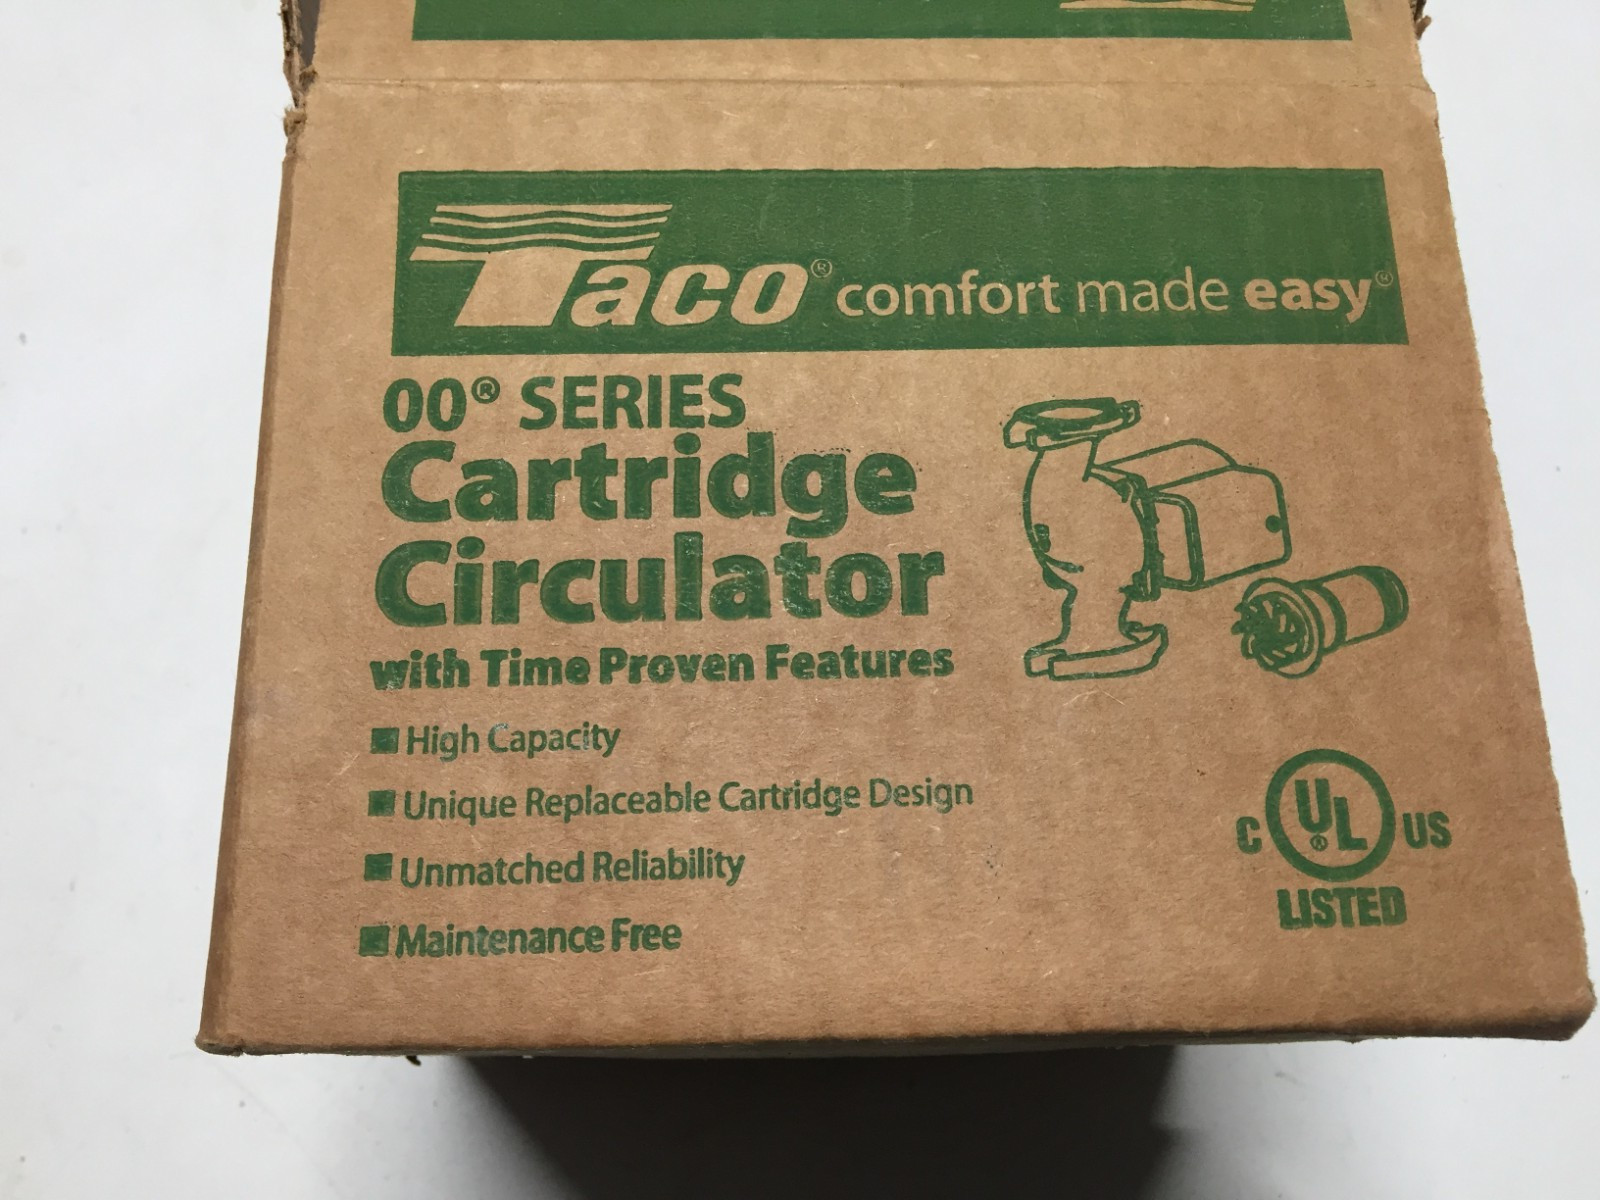 Taco® comfort made easy®
00® SERIES
Cartridge
Circulator
with Time Proven Features
■ High Capacity
■ Unique Replaceable Cartridge Design
■ Unmatched Reliability
■ Maintenance Free
C UL® US
LISTED